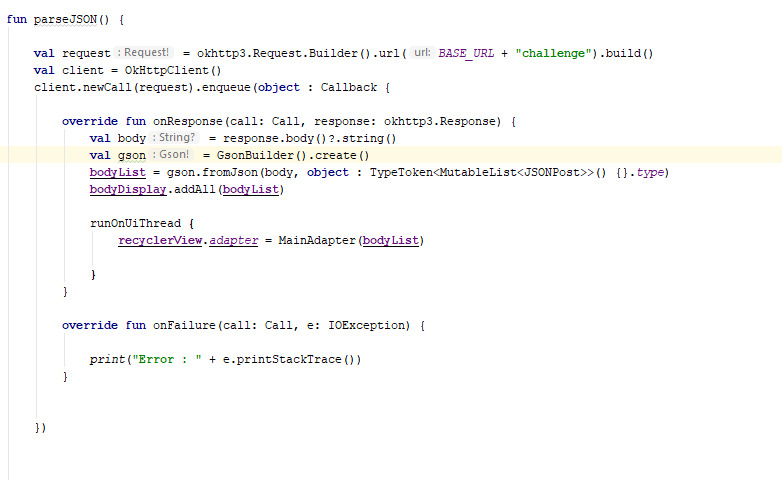 fun parseJSON() {
val request : Request! = okhttp3.Request.Builder().url( url: BASE_URL + "challenge").build()
val client = OkHttpClient()
client.newCall(request).enqueue(object : Callback {
override fun onResponse(call: Call, response: okhttp3.Response) {
val body : String? = response.body()?.string()
val gson : Gson! = GsonBuilder().create()
bodyList = gson.fromJson(body, object : TypeToken<MutableList<JSONPost>>() {}.type)
bodyDisplay.addAll(bodyList)
runOnUiThread {
recyclerView.adapter = MainAdapter(bodyList)
}
}
override fun onFailure(call: Call, e: IOException) {
print("Error : " + e.printStackTrace())
}
})